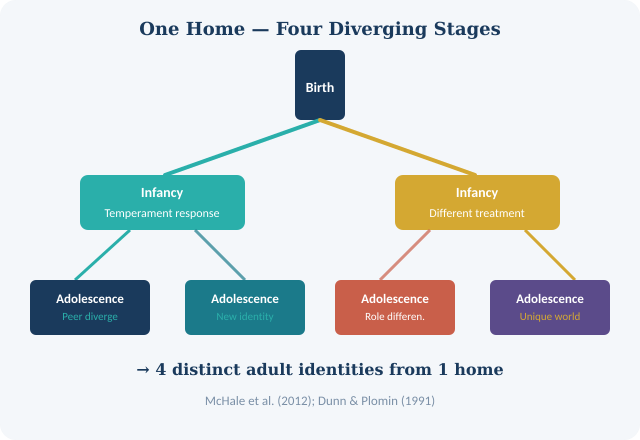 One Home — Four Diverging Stages
Birth
Infancy
Temperament response
Infancy
Different treatment
Adolescence
Peer diverge
Adolescence
New identity
Adolescence
Role differen.
Adolescence
Unique world
→ 4 distinct adult identities from 1 home
McHale et al. (2012); Dunn & Plomin (1991)